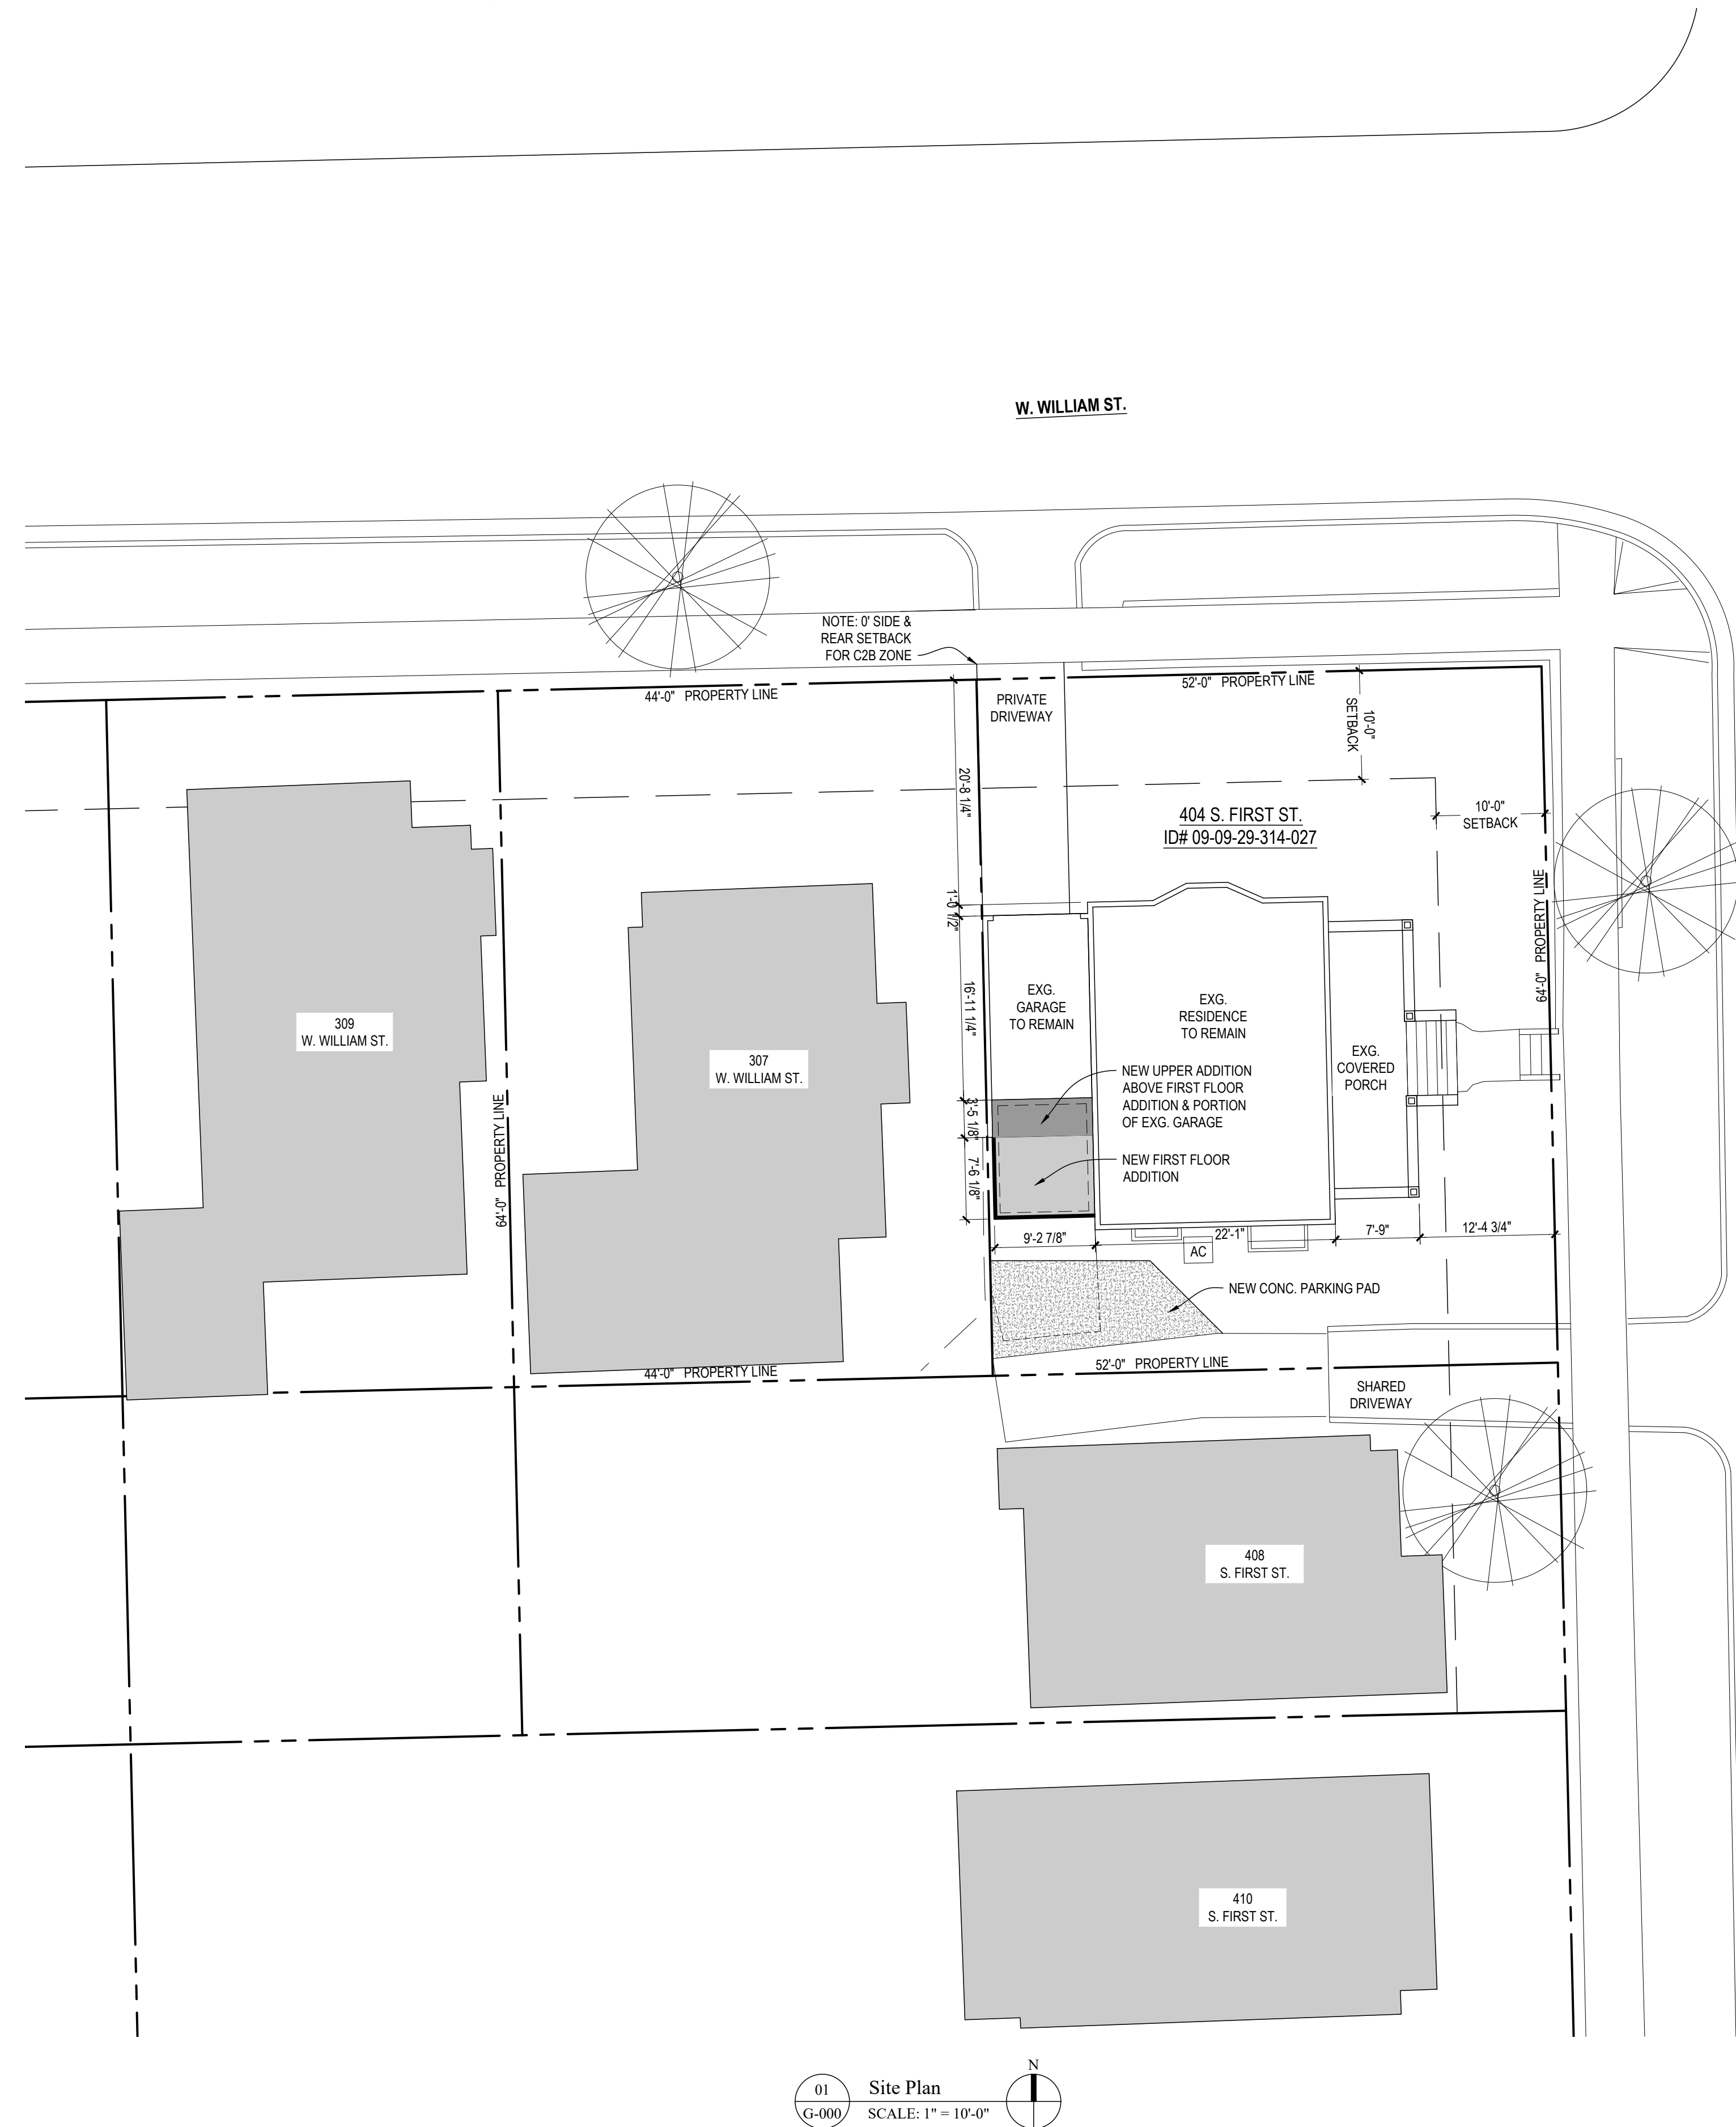 W. WILLIAM ST.
NOTE: 0' SIDE &
REAR SETBACK
FOR C2B ZONE
44'-0" PROPERTY LINE
PRIVATE
DRIVEWAY
52'-0" PROPERTY LINE
10'-0"
SETBACK
20'-8 1/4"
10'-0"
SETBACK
404 S. FIRST ST.
ID# 09-09-29-314-027
1'-0 1/2"
64'-0" PROPERTY LINE
16'-11 1/4"
EXG.
GARAGE
TO REMAIN
EXG.
RESIDENCE
TO REMAIN
309
W. WILLIAM ST.
307
W. WILLIAM ST.
EXG.
COVERED
PORCH
NEW UPPER ADDITION
ABOVE FIRST FLOOR
ADDITION & PORTION
OF EXG. GARAGE
3'-5 1/8"
64'-0" PROPERTY LINE
7'-6 1/8"
NEW FIRST FLOOR
ADDITION
9'-2 7/8"
22'-1"
7'-9"
12'-4 3/4"
AC
NEW CONC. PARKING PAD
44'-0" PROPERTY LINE
52'-0" PROPERTY LINE
SHARED
DRIVEWAY
408
S. FIRST ST.
410
S. FIRST ST.
N
01
Site Plan
G-000
SCALE: 1" = 10'-0"